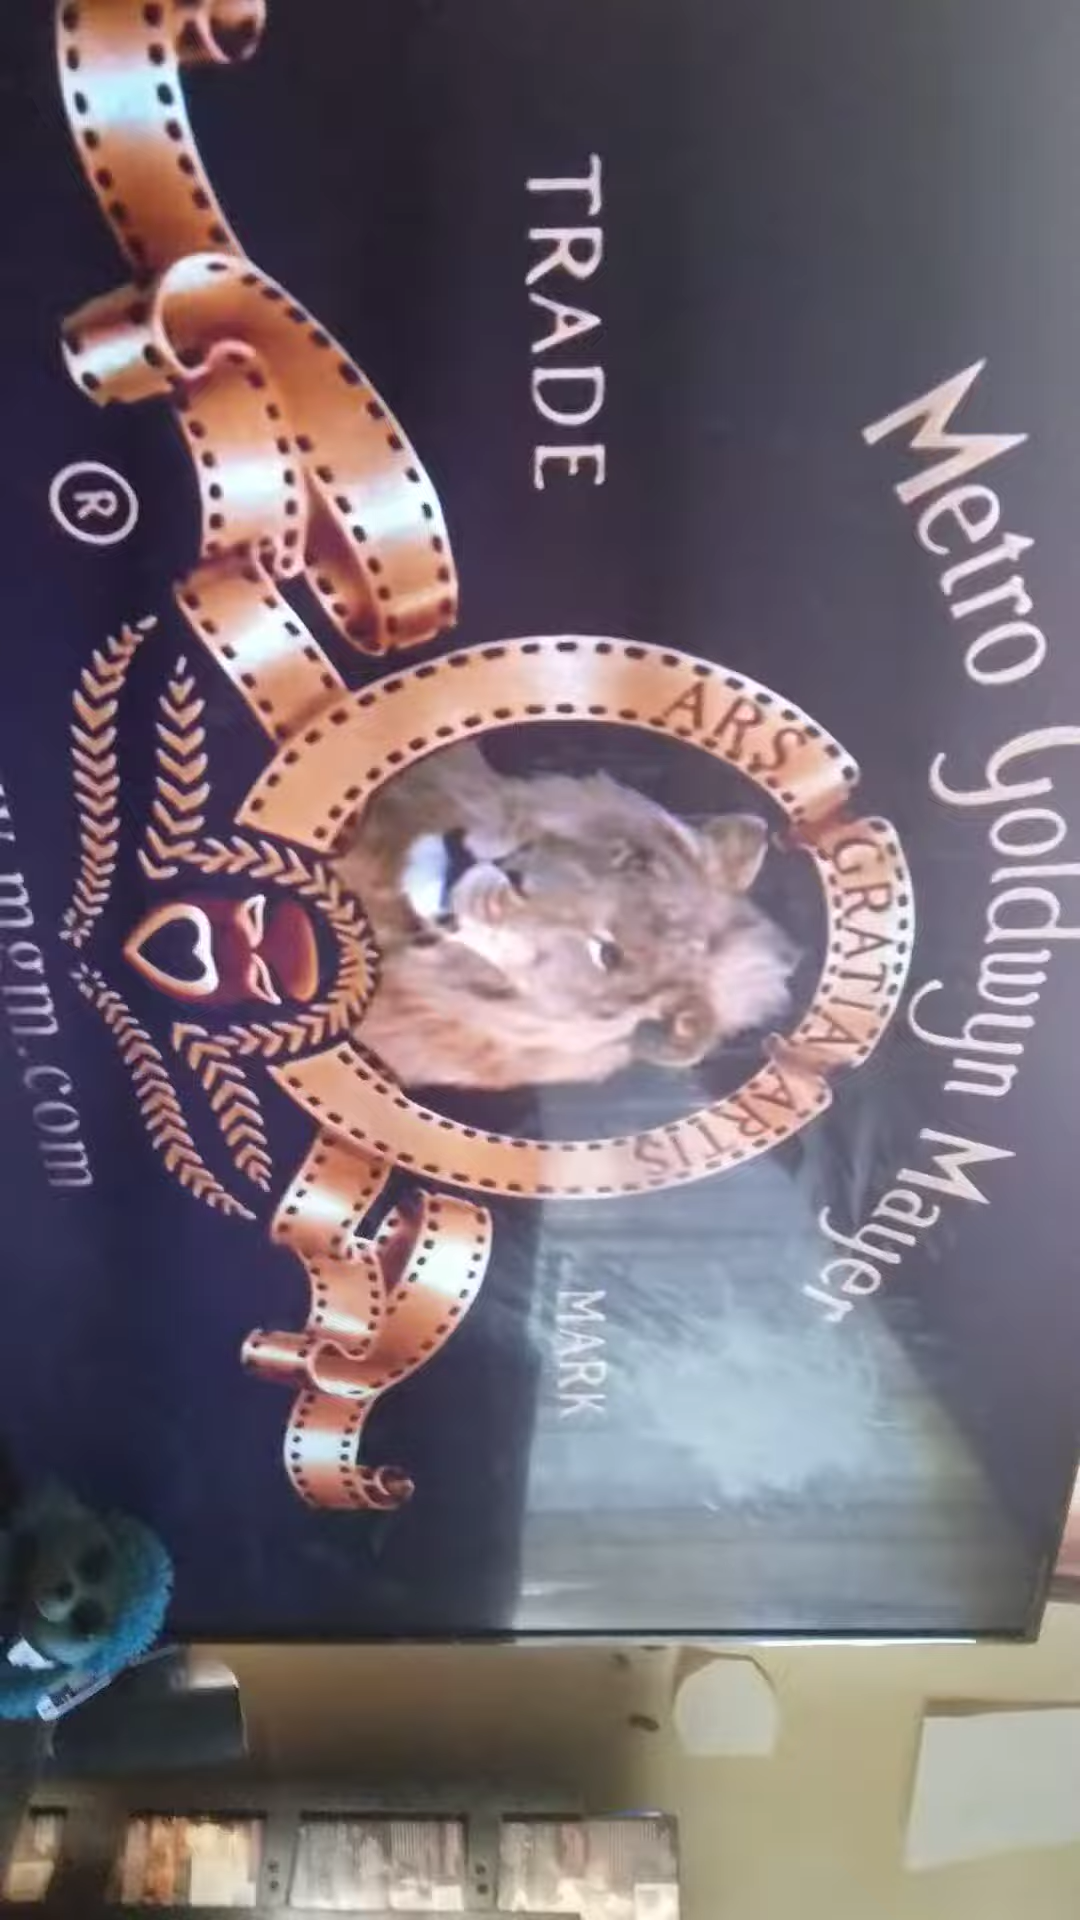 Metro Goldwyn Mayer
ARS GRATIA ARTIS
TRADE MARK
®
mgm.com